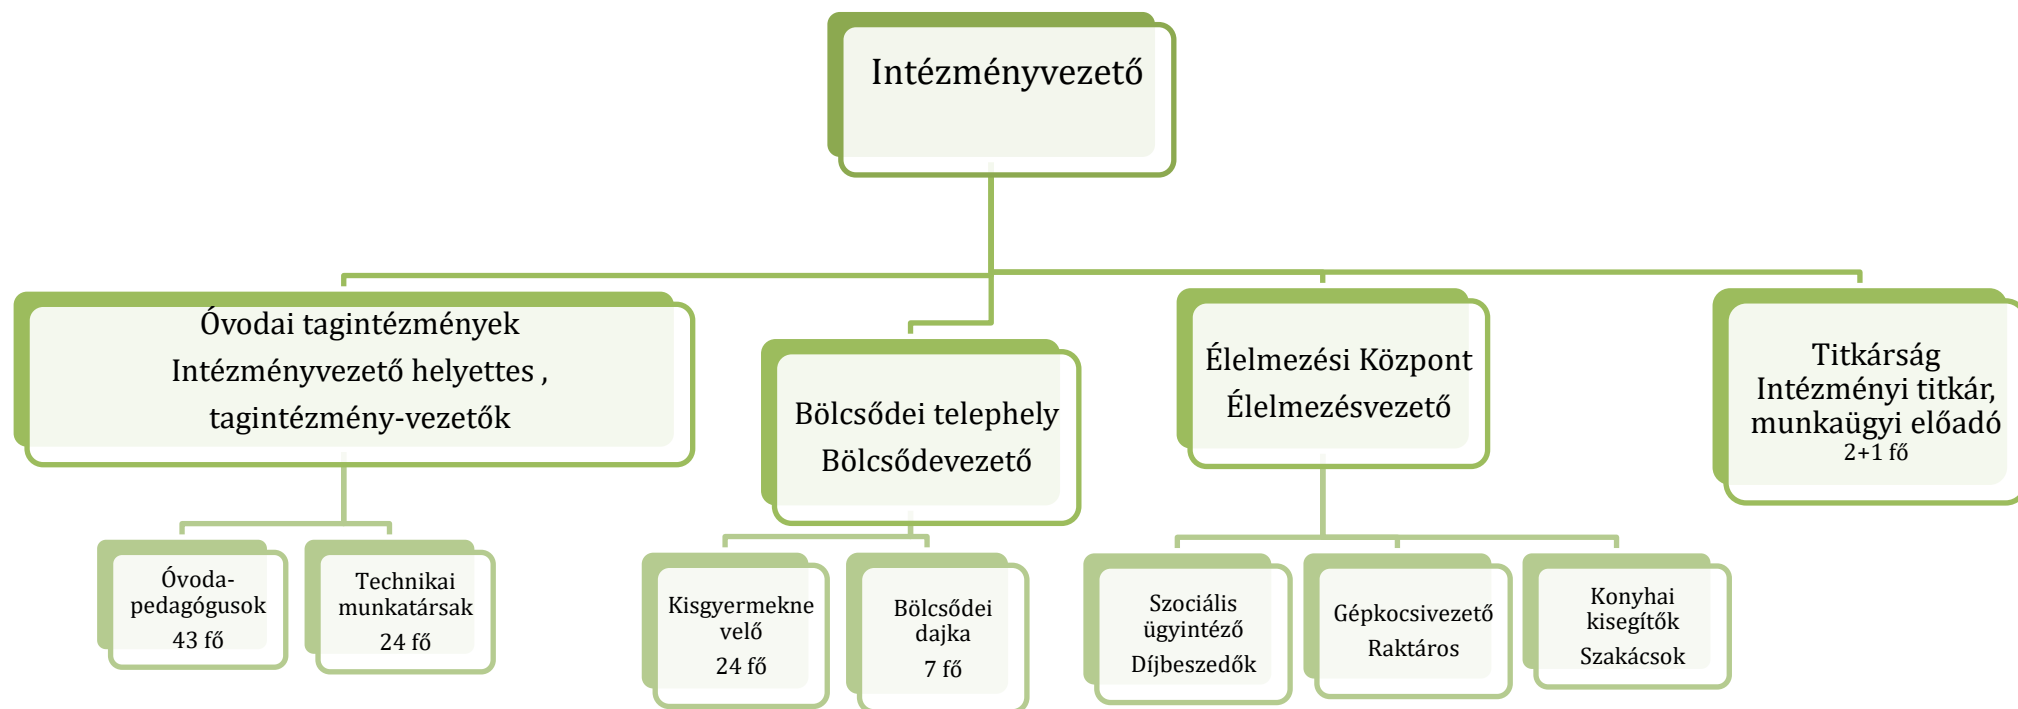 Intézményvezető
Óvodai tagintézmények
Intézményvezető helyettes ,
tagintézmény-vezetők
Bölcsődei telephely
Bölcsődevezető
Élelmezési Központ
Élelmezésvezető
Titkárság
Intézményi titkár,
munkaügyi előadó
2+1 fő
Óvoda-
pedagógusok
43 fő
Technikai
munkatársak
24 fő
Kisgyermekne
velő
24 fő
Bölcsődei
dajka
7 fő
Szociális
ügyintéző
Díjbeszedők
Gépkocsivezető
Raktáros
Konyhai
kisegítők
Szakácsok